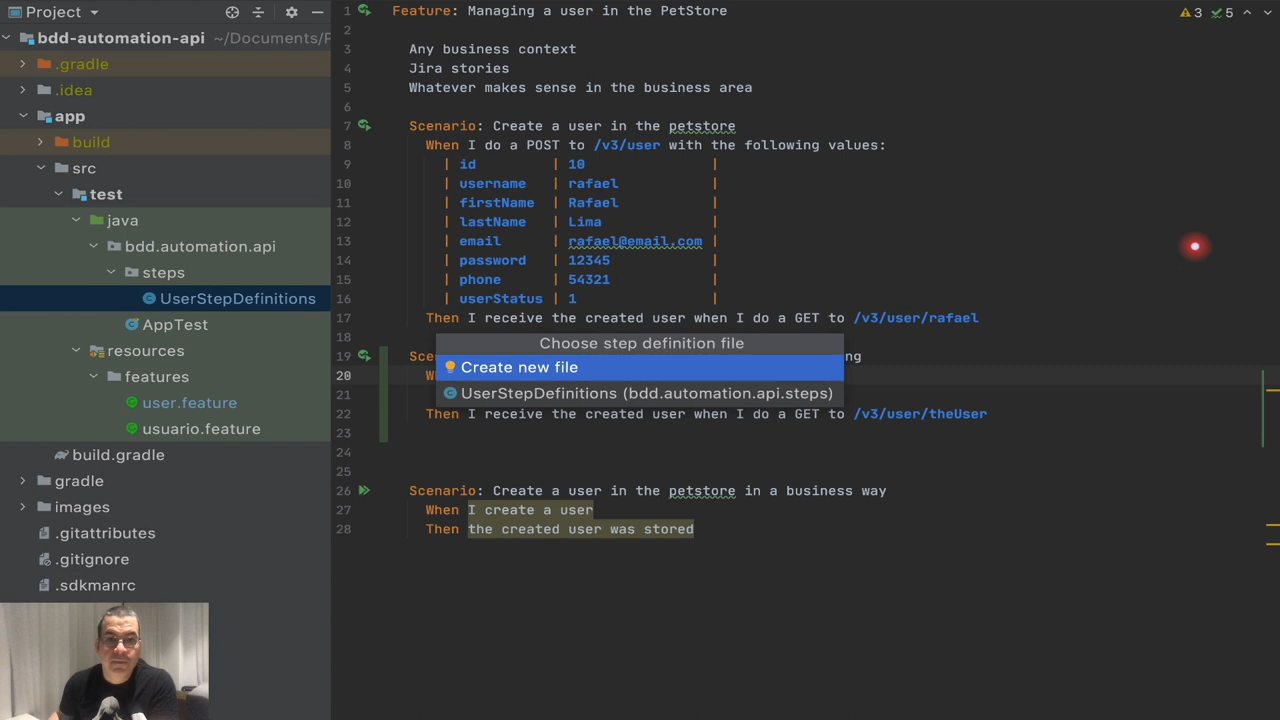 Project
bdd-automation-api ~/Documents/P
.gradle
.idea
app
build
src
test
java
bdd.automation.api
steps
UserStepDefinitions
AppTest
resources
features
user.feature
usuario.feature
build.gradle
gradle
images
.gitattributes
.gitignore
.sdkmanrc
1 Feature: Managing a user in the PetStore
2
3 Any business context
4 Jira stories
5 Whatever makes sense in the business area
6
7 Scenario: Create a user in the petstore
8 When I do a POST to /v3/user with the following values:
9 | id | 10 |
10 | username | rafael |
11 | firstName | Rafael |
12 | lastName | Lima |
13 | email | rafael@email.com |
14 | password | 12345 |
15 | phone | 54321 |
16 | userStatus | 1 |
17 Then I receive the created user when I do a GET to /v3/user/rafael
18
Choose step definition file
19 Sce ng
Create new file
20 W
21 UserStepDefinitions (bdd.automation.api.steps)
22 Then I receive the created user when I do a GET to /v3/user/theUser
23
24
25
26 Scenario: Create a user in the petstore in a business way
27 When I create a user
28 Then the created user was stored
3 5